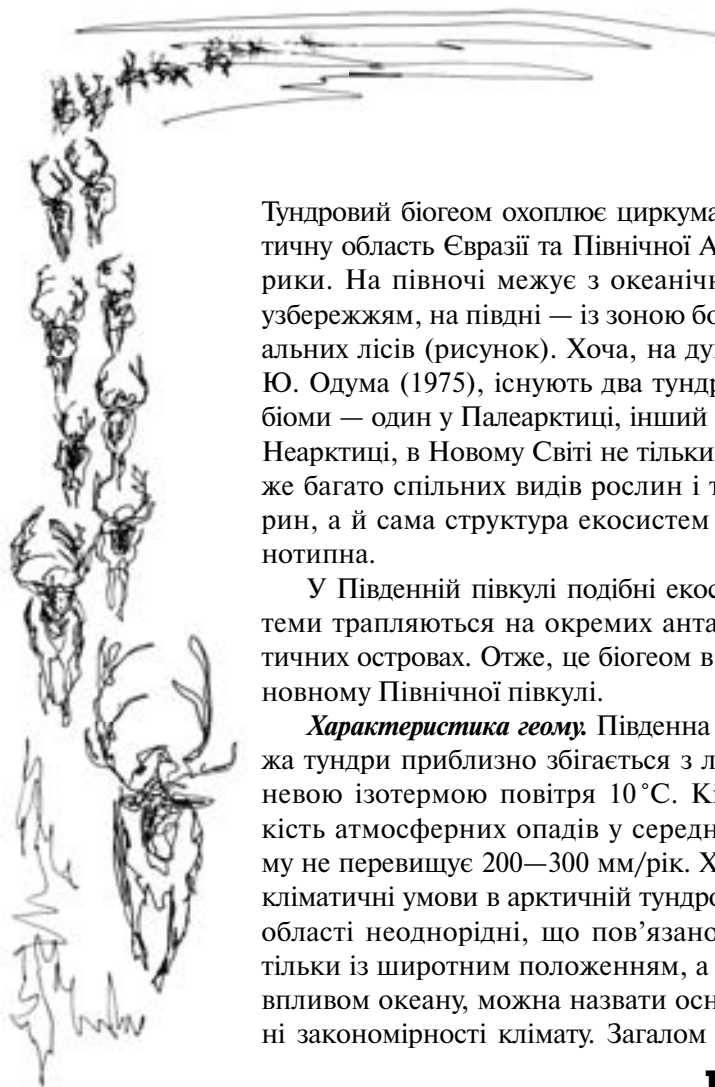 Тундровий біогеом охоплює циркума
тичну область Євразії та Північної А
рики. На півночі межує з океанічн
узбережжям, на півдні — із зоною бо
альних лісів (рисунок). Хоча, на ду
Ю. Одума (1975), існують два тундр
біоми — один у Палеарктиці, інший
Неарктиці, в Новому Світі не тільки
же багато спільних видів рослин і т
рин, а й сама структура екосистем
нотипна.
У Південній півкулі подібні екос
теми трапляються на окремих анта
тичних островах. Отже, це біогеом в
новному Північної півкулі.
Характеристика геому. Південна
жа тундри приблизно збігається з л
невою ізотермою повітря 10 °С. Кі
кість атмосферних опадів у середн
му не перевищує 200—300 мм/рік. Х
кліматичні умови в арктичній тундро
області неоднорідні, що пов’язано
тільки із широтним положенням, а
впливом океану, можна назвати осн
ні закономірності клімату. Загалом